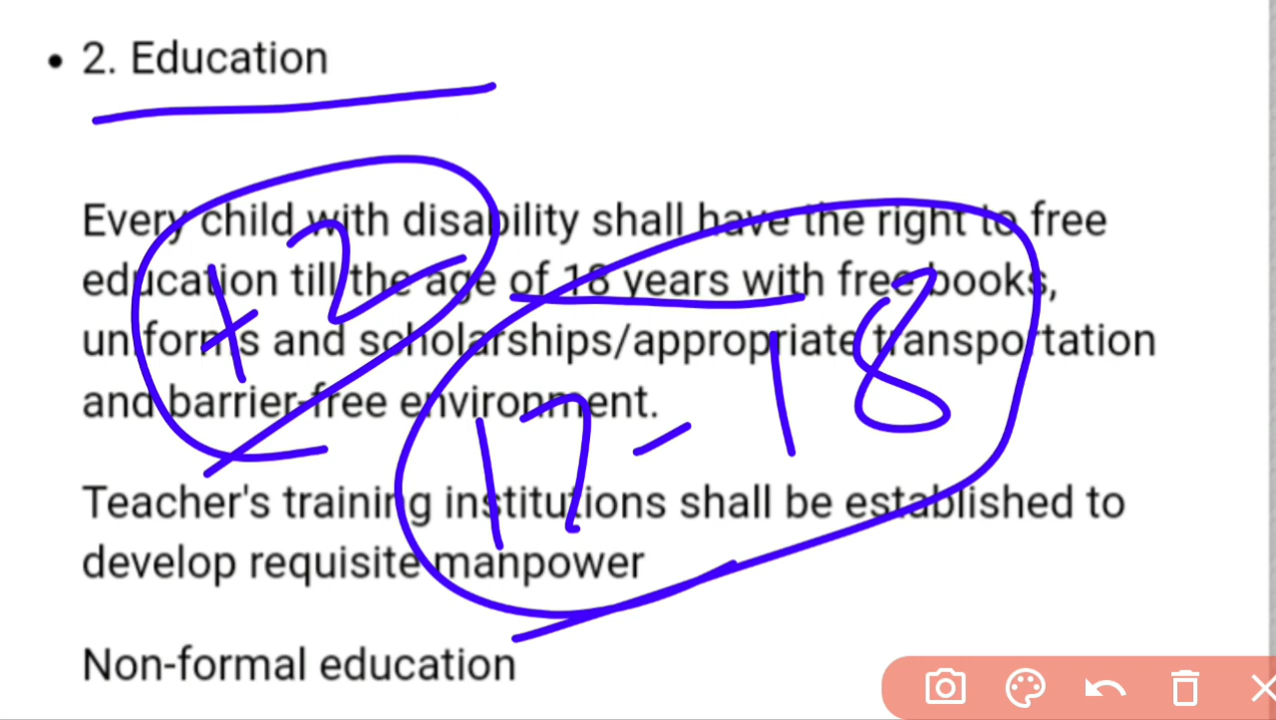 • 2. Education
Every child with disability shall have the right to free
education till the age of 18 years with free books,
uniforms and scholarships/appropriate transportation
and barrier-free environment.
+2
17-18
Teacher's training institutions shall be established to
develop requisite manpower
Non-formal education